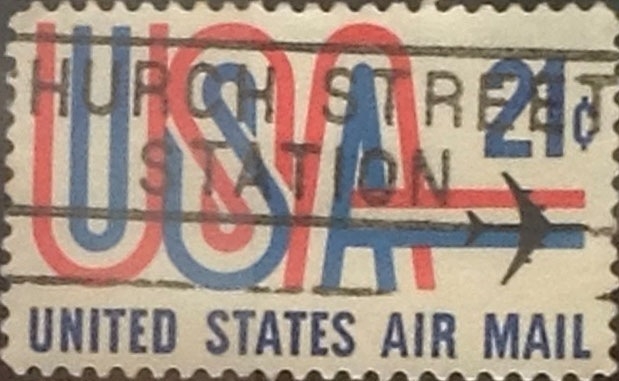 USA
21¢
HURCH STREET
STATION
UNITED STATES AIR MAIL